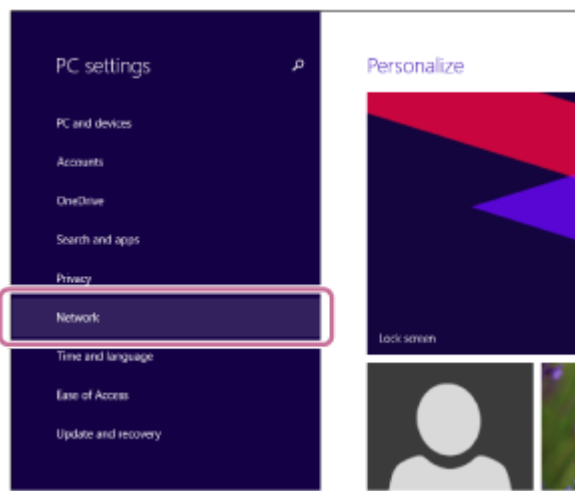 PC settings
Personalize
PC and devices
Accounts
OneDrive
Search and apps
Privacy
Network
Time and language
Ease of Access
Update and recovery
Lock screen